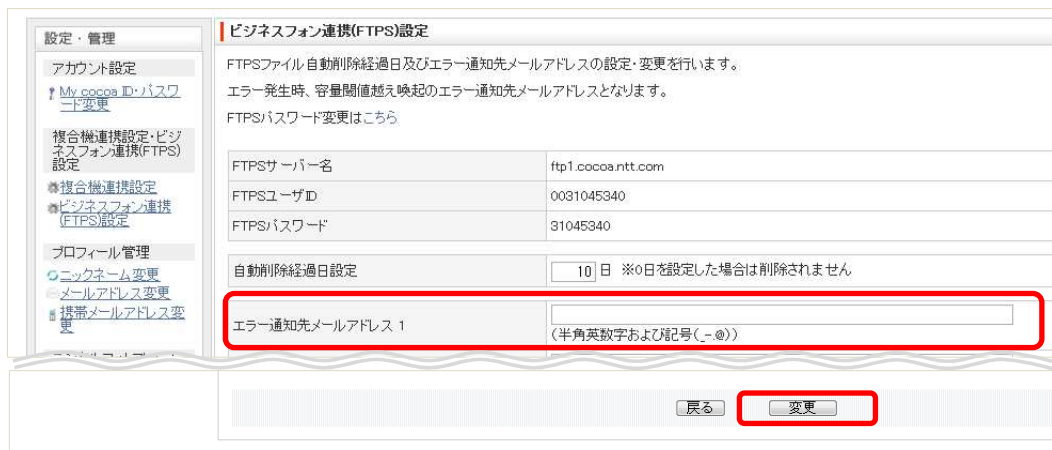 設定・管理
アカウント設定
My cocoa ID・パスワ
ード変更
複合機連携設定・ビジ
ネスフォン連携(FTPS)
設定
複合機連携設定
ビジネスフォン連携
(FTPS)設定
プロフィール管理
ニックネーム変更
メールアドレス変更
携帯メールアドレス変
更
ビジネスフォン連携(FTPS)設定
FTPSファイル自動削除経過日及びエラー通知先メールアドレスの設定・変更を行います。
エラー発生時、容量閾値越え喚起のエラー通知先メールアドレスとなります。
FTPSパスワード変更はこちら
FTPSサーバー名 ftp1.cocoa.ntt.com
FTPSユーザID 0031045340
FTPSパスワード 31045340
自動削除経過日設定 10 日 ※0日を設定した場合は削除されません
エラー通知先メールアドレス 1
(半角英数字および記号(_-.@))
戻る 変更